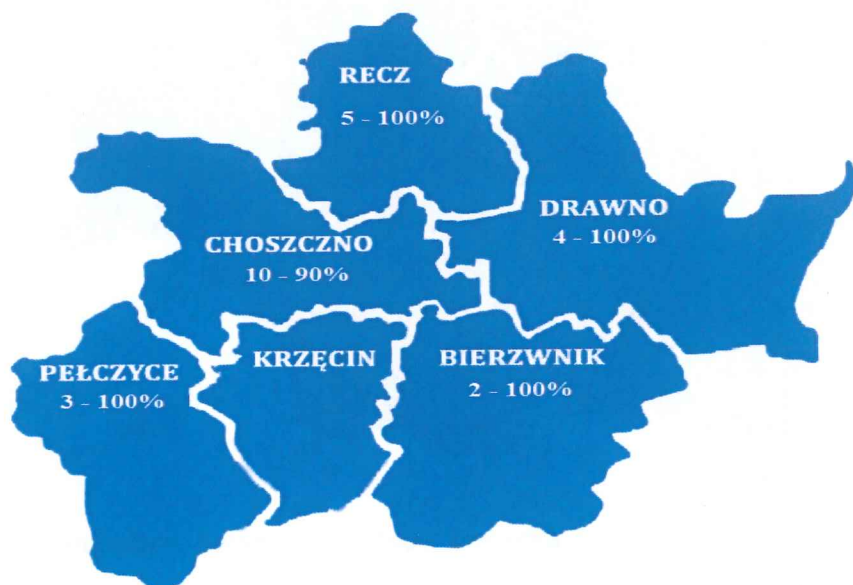 RECZ
5 - 100%
DRAWNO
4 - 100%
CHOSZCZNO
10 - 90%
PEŁCZYCE
3 - 100%
KRZĘCIN
BIERZWNIK
2 - 100%